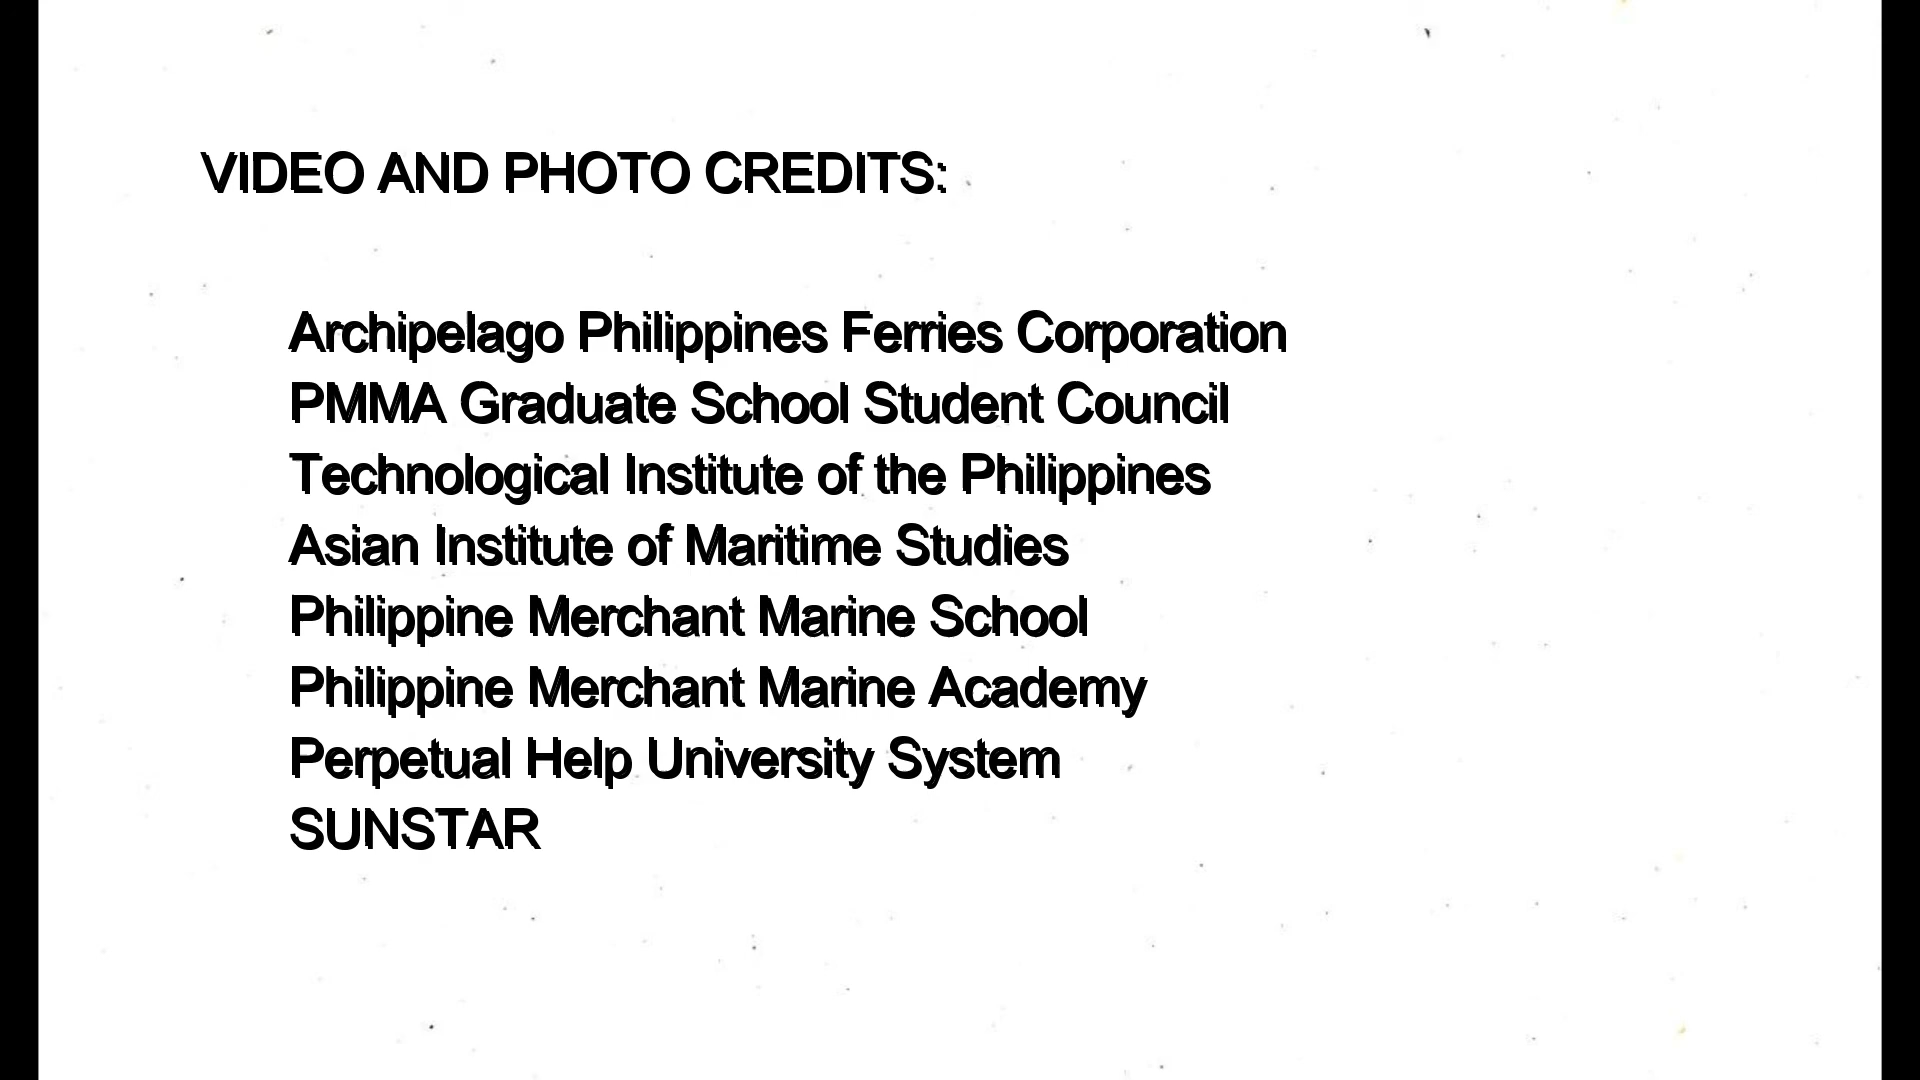 VIDEO AND PHOTO CREDITS:
Archipelago Philippines Ferries Corporation
PMMA Graduate School Student Council
Technological Institute of the Philippines
Asian Institute of Maritime Studies
Philippine Merchant Marine School
Philippine Merchant Marine Academy
Perpetual Help University System
SUNSTAR